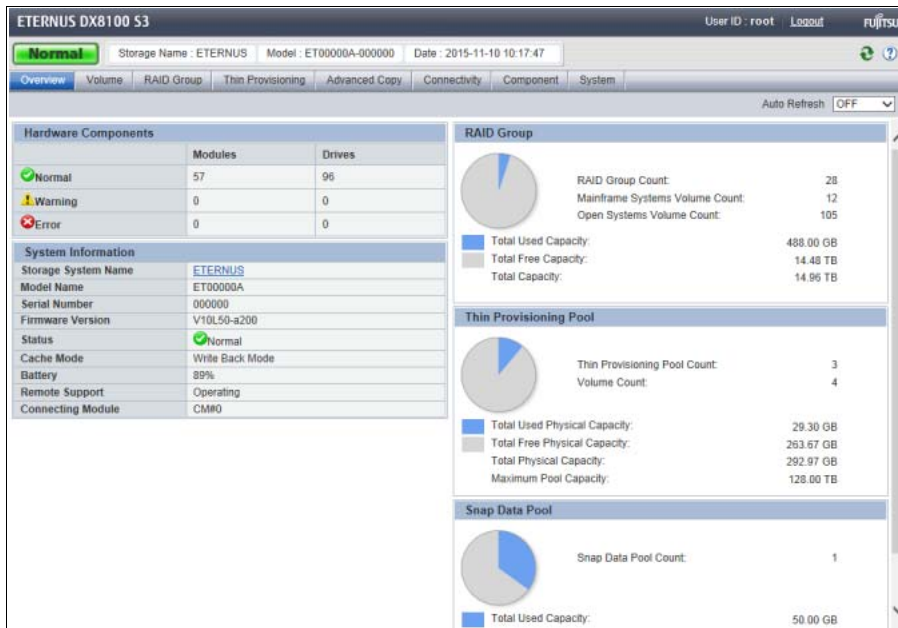 ETERNUS DX8100 S3 User ID : root Logout FUJITSU
Normal Storage Name : ETERNUS Model : ET00000A-000000 Date : 2015-11-10 10:17:47
Overview Volume RAID Group Thin Provisioning Advanced Copy Connectivity Component System
Auto Refresh OFF
Hardware Components
Modules Drives
Normal 57 96
Warning 0 0
Error 0 0
System Information
Storage System Name ETERNUS
Model Name ET00000A
Serial Number 000000
Firmware Version V10L50-a200
Status Normal
Cache Mode Write Back Mode
Battery 89%
Remote Support Operating
Connecting Module CM#0
RAID Group
RAID Group Count: 28
Mainframe Systems Volume Count: 12
Open Systems Volume Count: 105
Total Used Capacity: 488.00 GB
Total Free Capacity: 14.48 TB
Total Capacity: 14.96 TB
Thin Provisioning Pool
Thin Provisioning Pool Count: 3
Volume Count: 4
Total Used Physical Capacity: 29.30 GB
Total Free Physical Capacity: 263.67 GB
Total Physical Capacity: 292.97 GB
Maximum Pool Capacity: 128.00 TB
Snap Data Pool
Snap Data Pool Count: 1
Total Used Capacity: 50.00 GB